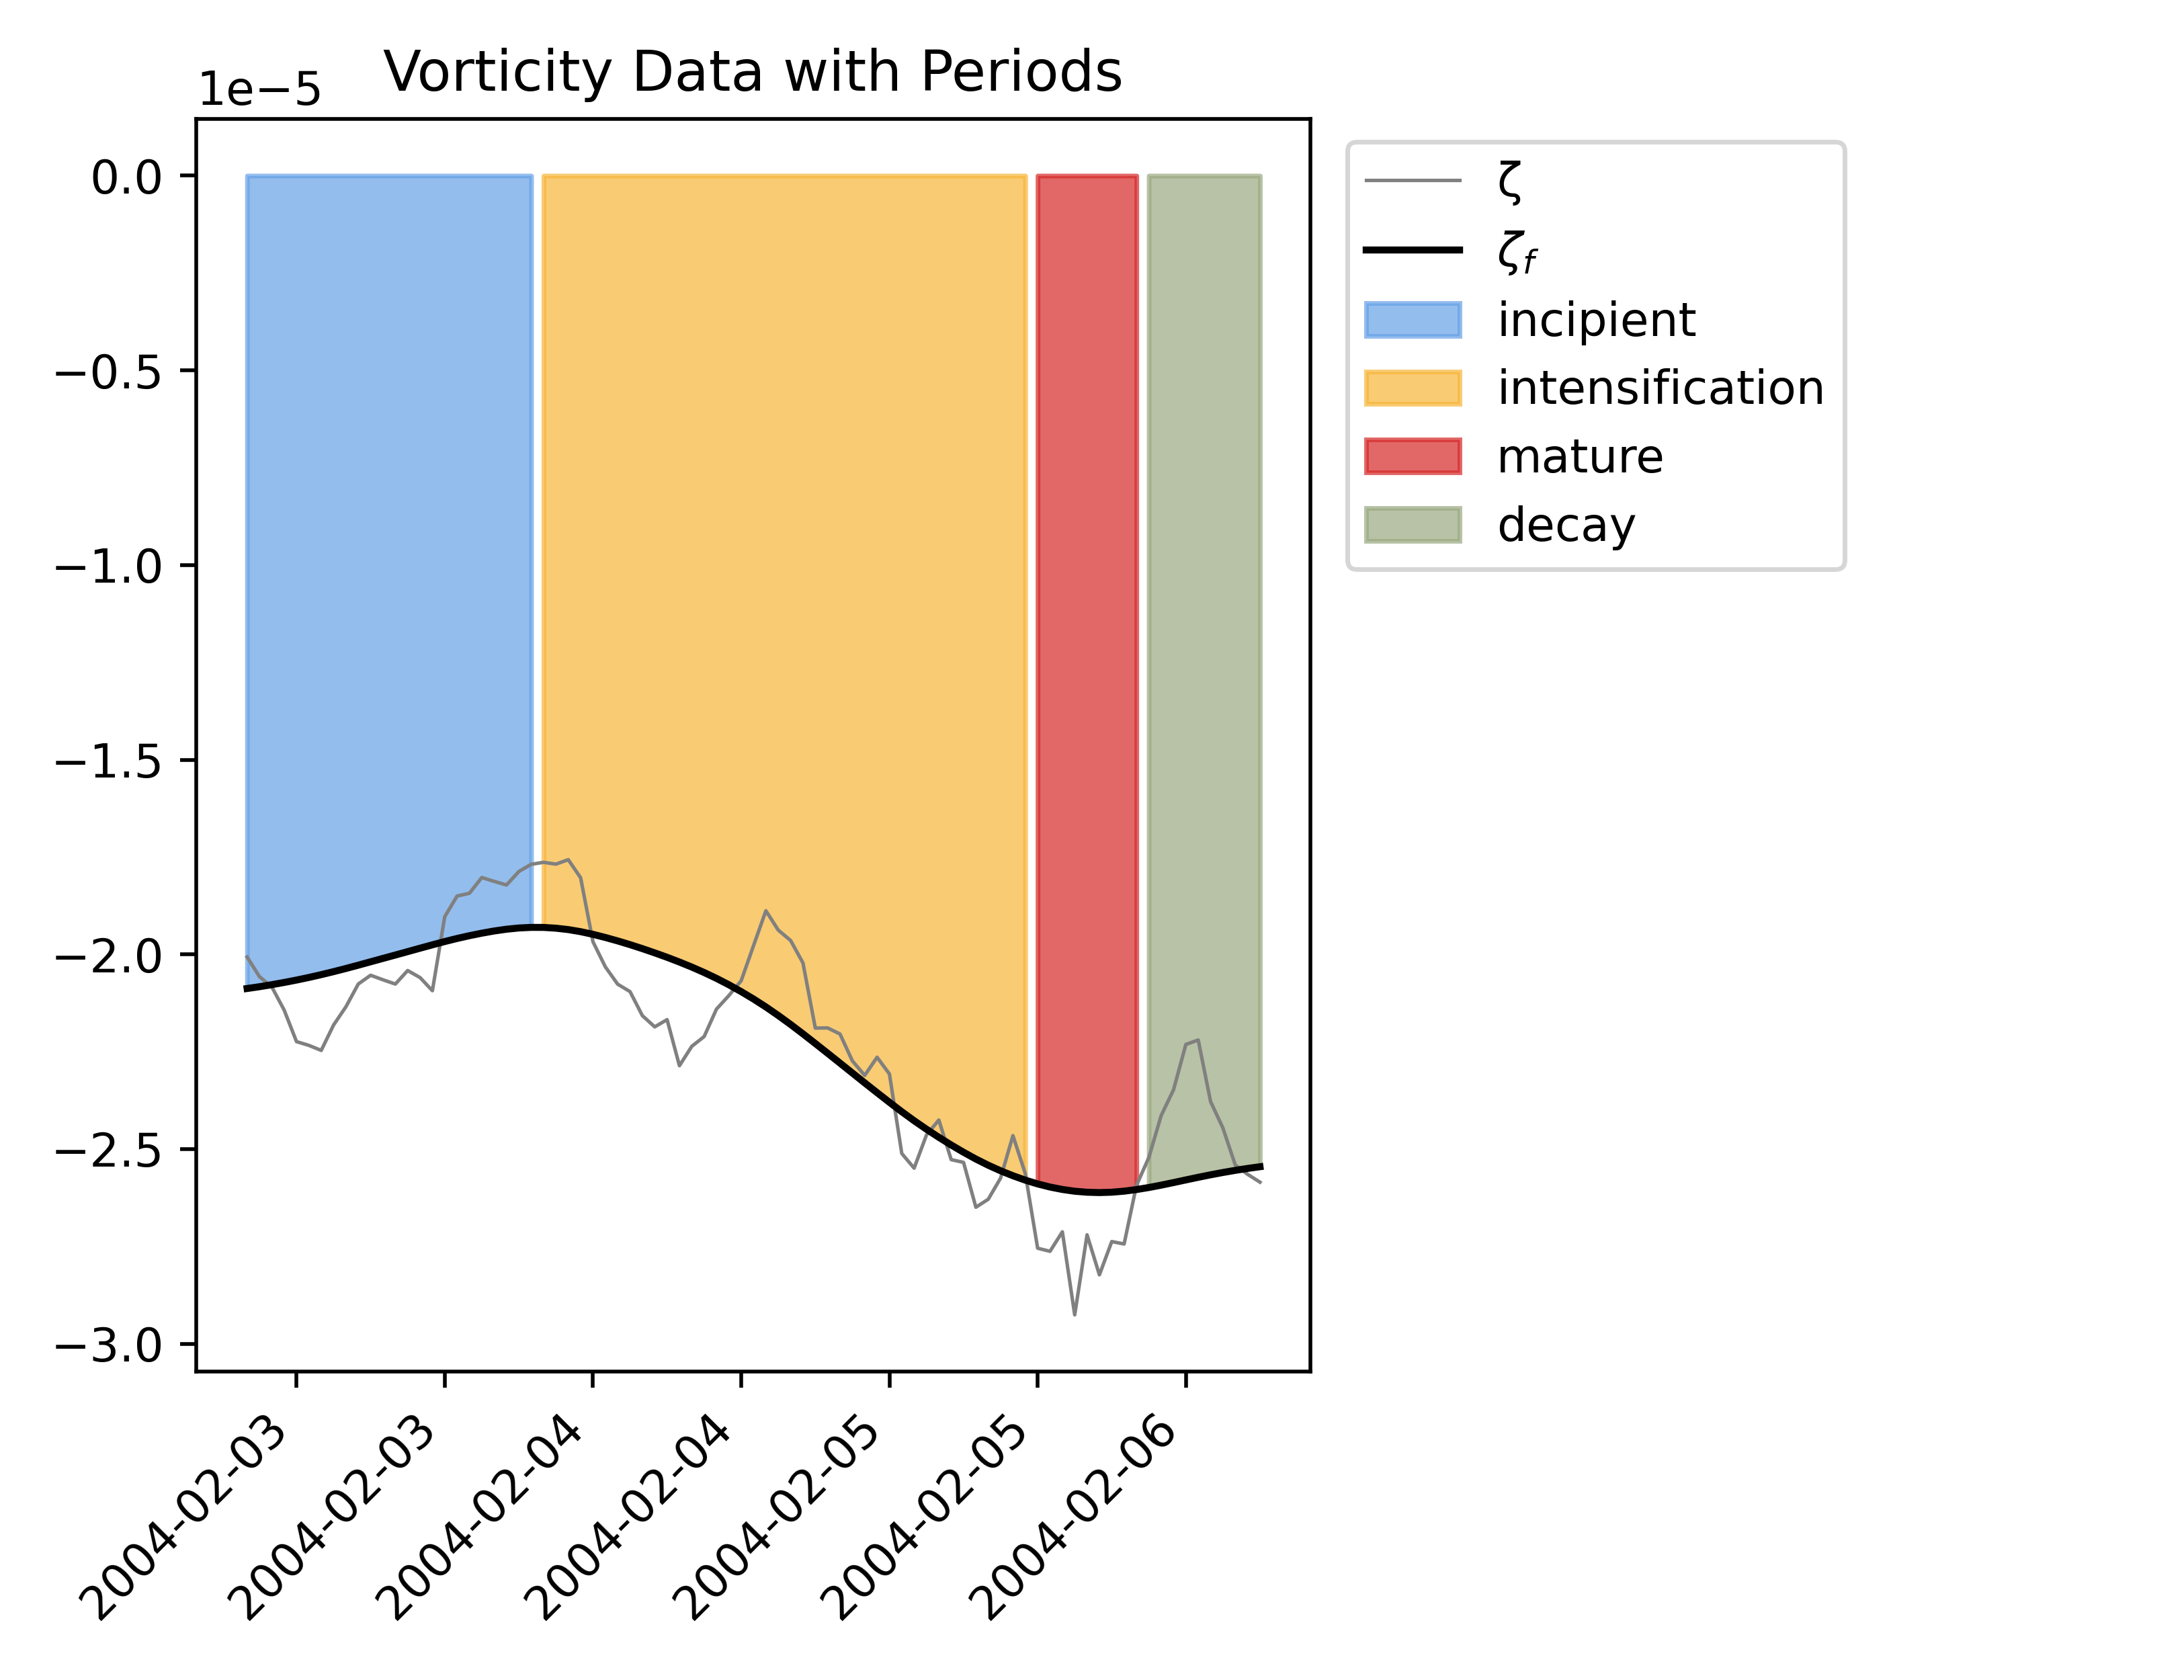 Vorticity Data with Periods
1e−5
0.0
−0.5
−1.0
−1.5
−2.0
−2.5
−3.0
2004-02-03
2004-02-03
2004-02-04
2004-02-04
2004-02-05
2004-02-05
2004-02-06
ζ
ζf
incipient
intensification
mature
decay